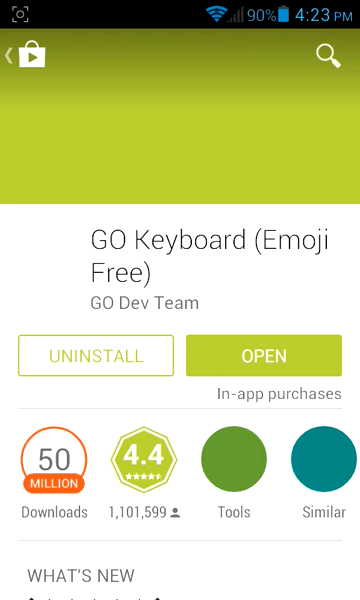 90% 4:23 PM
GO Keyboard (Emoji
Free)
GO Dev Team
UNINSTALL
OPEN
In-app purchases
50
MILLION
Downloads
4.4
1,101,599
Tools
Similar
WHAT'S NEW